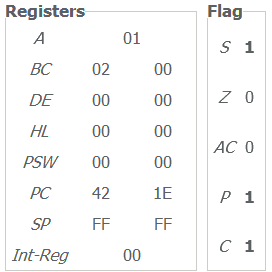 Registers
A 01
BC 02 00
DE 00 00
HL 00 00
PSW 00 00
PC 42 1E
SP FF FF
Int-Reg 00
Flag
S 1
Z 0
AC 0
P 1
C 1